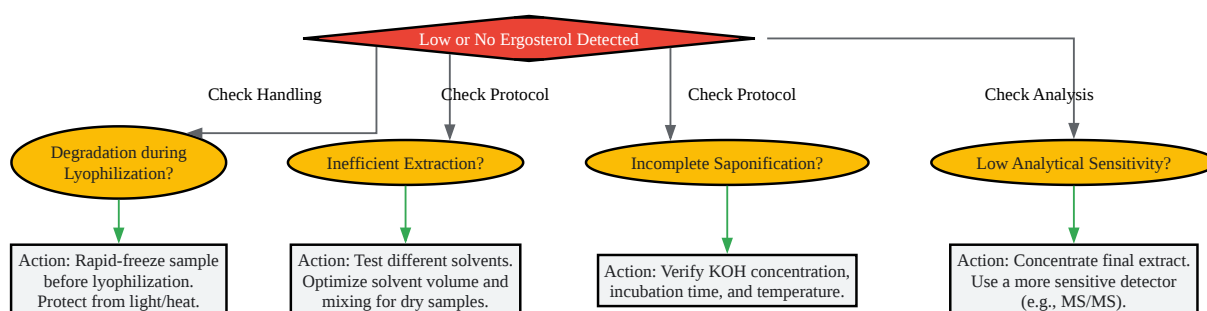 Low or No Ergosterol Detected
Check Handling
Check Protocol
Check Protocol
Check Analysis
Degradation during
Lyophilization?
Inefficient Extraction?
Incomplete Saponification?
Low Analytical Sensitivity?
Action: Rapid-freeze sample
before lyophilization.
Protect from light/heat.
Action: Test different solvents.
Optimize solvent volume and
mixing for dry samples.
Action: Verify KOH concentration,
incubation time, and temperature.
Action: Concentrate final extract.
Use a more sensitive detector
(e.g., MS/MS).